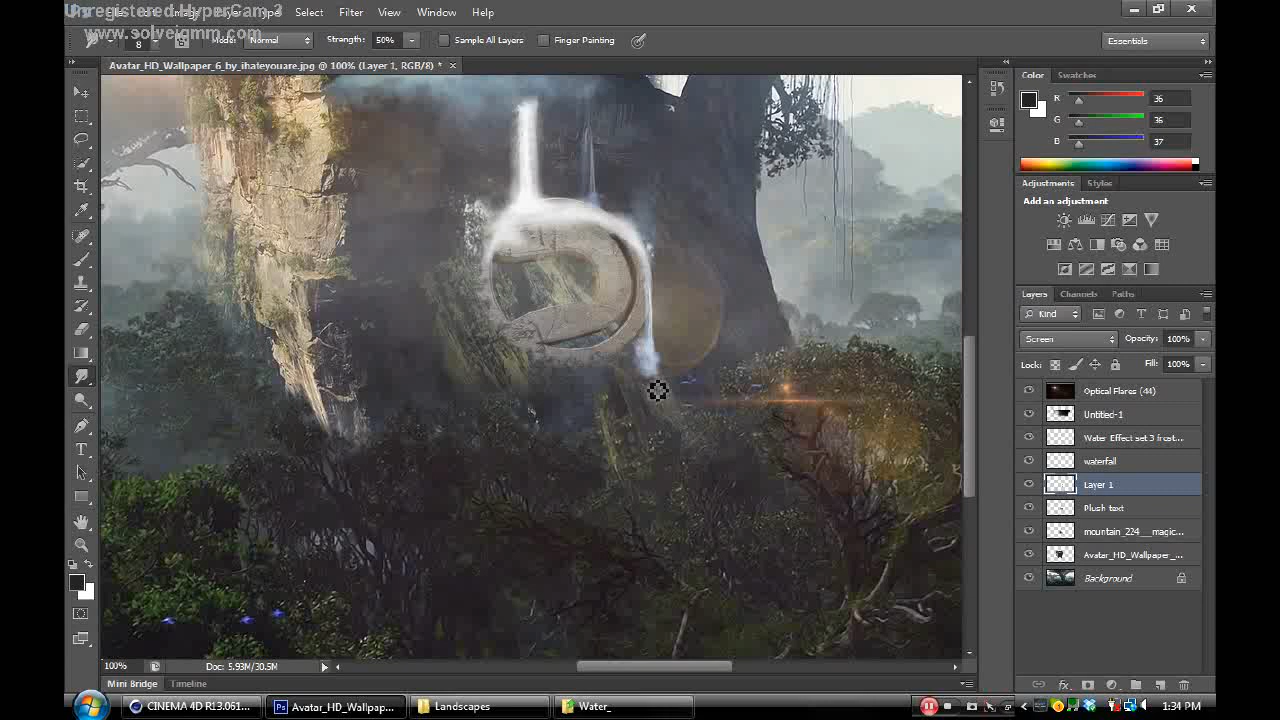 Unregistered HyperCam 3
www.solveigmm.com
Select Filter View Window Help
8 Mode: Normal Strength: 50% Sample All Layers Finger Painting Essentials
Avatar_HD_Wallpaper_6_by_ihateyouare.jpg @ 100% (Layer 1, RGB/8) *
Color Swatches
R 36
G 36
B 37
Adjustments Styles
Add an adjustment
Layers Channels Paths
Kind
Screen Opacity: 100%
Lock: Fill: 100%
Optical Flares (44)
Untitled-1
Water Effect set 3 frost...
waterfall
Layer 1
Plush text
mountain_224__magic...
Avatar_HD_Wallpaper_...
Background
100% Doc: 5.93M/30.5M
Mini Bridge Timeline
CINEMA 4D R13.061... Avatar_HD_Wallpap... Landscapes Water_ 1:34 PM